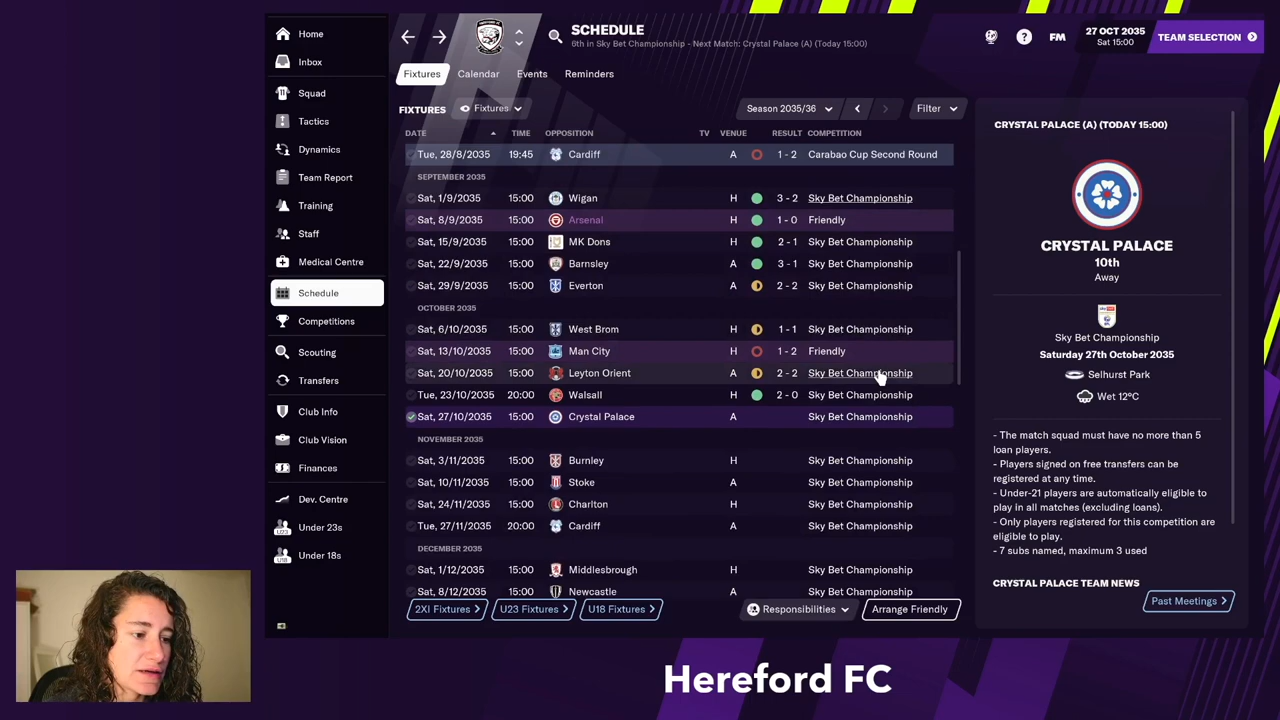 Home
Inbox
Squad
Tactics
Dynamics
Team Report
Training
Staff
Medical Centre
Schedule
Competitions
Scouting
Transfers
Club Info
Club Vision
Finances
Dev. Centre
Under 23s
Under 18s
SCHEDULE
6th in Sky Bet Championship - Next Match: Crystal Palace (A) (Today 15:00)
FM
27 OCT 2035
Sat 15:00
TEAM SELECTION
Fixtures Calendar Events Reminders
FIXTURES Fixtures Season 2035/36 Filter
DATE TIME OPPOSITION TV VENUE RESULT COMPETITION
Tue, 28/8/2035 19:45 Cardiff A 1 - 2 Carabao Cup Second Round
SEPTEMBER 2035
Sat, 1/9/2035 15:00 Wigan H 3 - 2 Sky Bet Championship
Sat, 8/9/2035 15:00 Arsenal H 1 - 0 Friendly
Sat, 15/9/2035 15:00 MK Dons H 2 - 1 Sky Bet Championship
Sat, 22/9/2035 15:00 Barnsley A 3 - 1 Sky Bet Championship
Sat, 29/9/2035 15:00 Everton A 2 - 2 Sky Bet Championship
OCTOBER 2035
Sat, 6/10/2035 15:00 West Brom H 1 - 1 Sky Bet Championship
Sat, 13/10/2035 15:00 Man City H 1 - 2 Friendly
Sat, 20/10/2035 15:00 Leyton Orient A 2 - 2 Sky Bet Championship
Tue, 23/10/2035 20:00 Walsall H 2 - 0 Sky Bet Championship
Sat, 27/10/2035 15:00 Crystal Palace A Sky Bet Championship
NOVEMBER 2035
Sat, 3/11/2035 15:00 Burnley H Sky Bet Championship
Sat, 10/11/2035 15:00 Stoke A Sky Bet Championship
Sat, 24/11/2035 15:00 Charlton H Sky Bet Championship
Tue, 27/11/2035 20:00 Cardiff A Sky Bet Championship
DECEMBER 2035
Sat, 1/12/2035 15:00 Middlesbrough H Sky Bet Championship
Sat, 8/12/2035 15:00 Newcastle A Sky Bet Championship
2XI Fixtures U23 Fixtures U18 Fixtures Responsibilities Arrange Friendly
CRYSTAL PALACE (A) (TODAY 15:00)
CRYSTAL PALACE
10th
Away
Sky Bet Championship
Saturday 27th October 2035
Selhurst Park
Wet 12°C
- The match squad must have no more than 5
loan players.
- Players signed on free transfers can be
registered at any time.
- Under-21 players are automatically eligible to
play in all matches (excluding loans).
- Only players registered for this competition are
eligible to play.
- 7 subs named, maximum 3 used
CRYSTAL PALACE TEAM NEWS
Past Meetings
Hereford FC